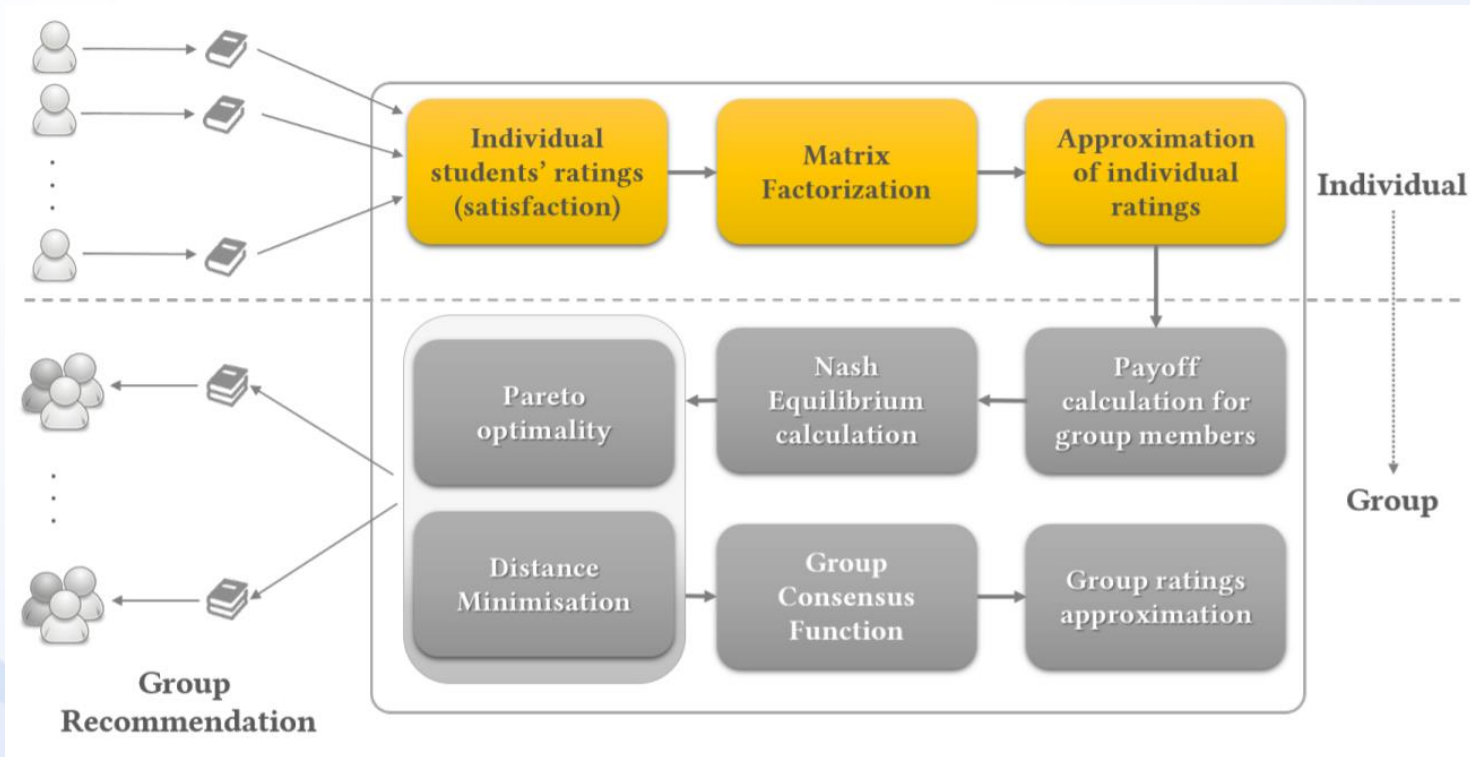 Individual
students’ ratings
(satisfaction)
Matrix
Factorization
Approximation
of individual
ratings
Individual
Pareto
optimality
Nash
Equilibrium
calculation
Payoff
calculation for
group members
Group
Distance
Minimisation
Group
Consensus
Function
Group ratings
approximation
Group
Recommendation